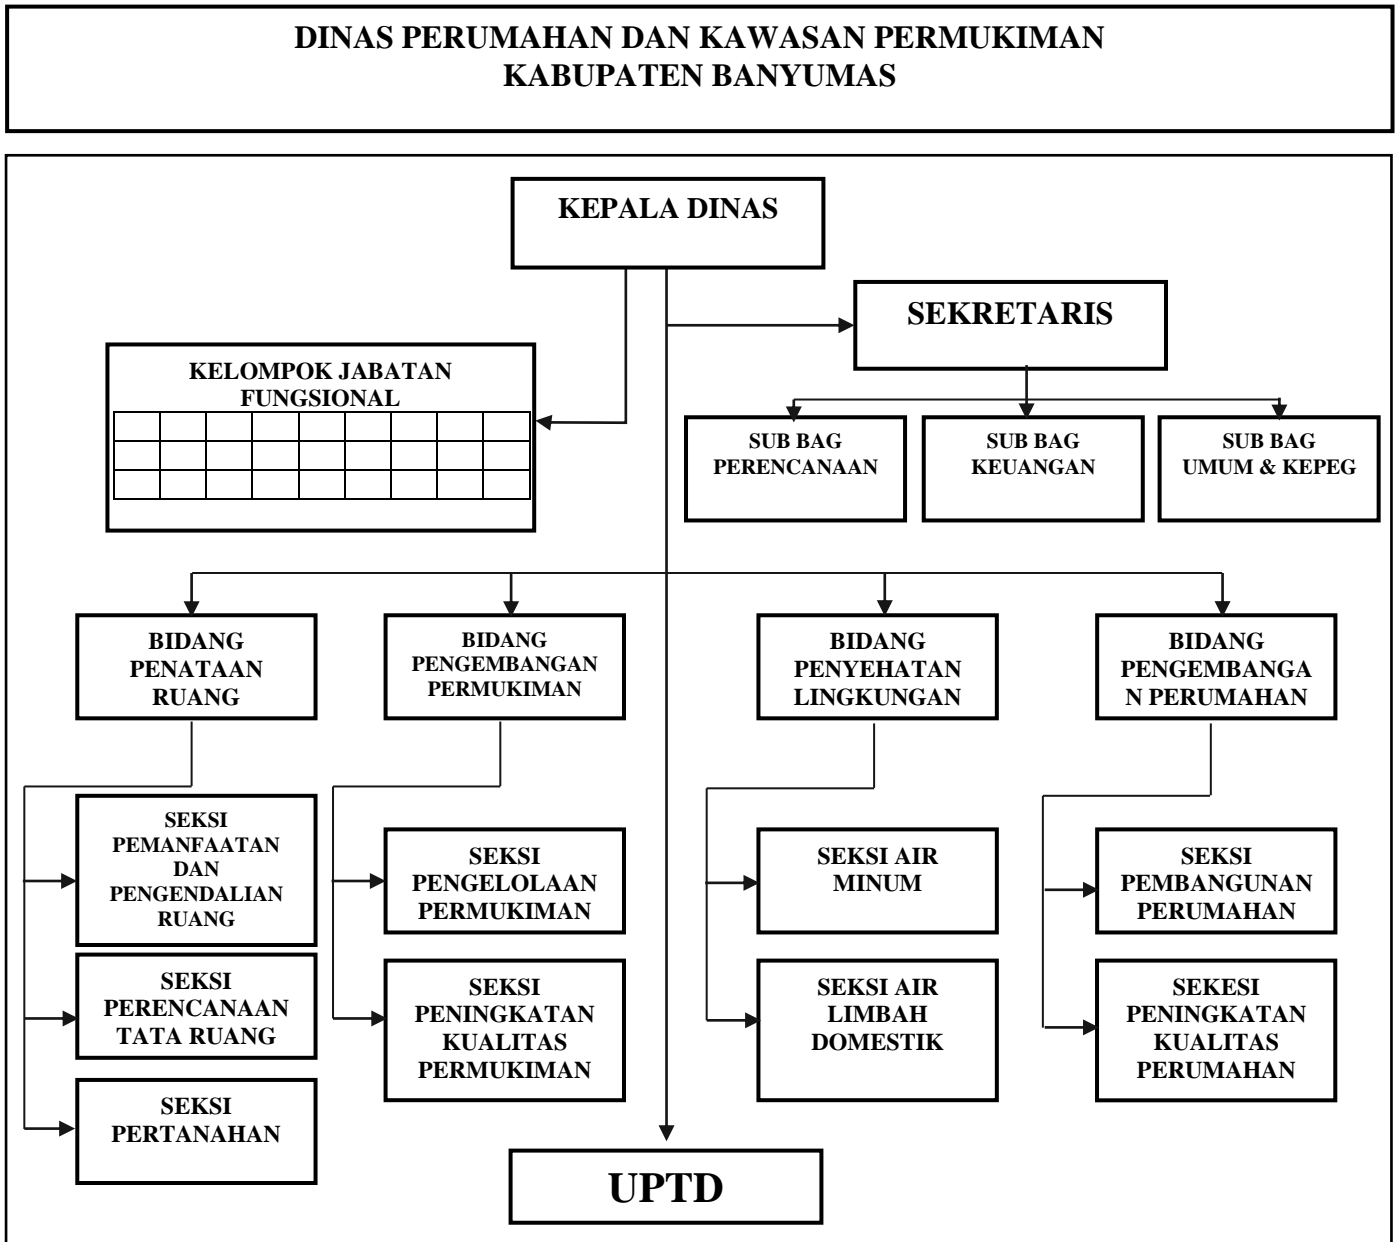 DINAS PERUMAHAN DAN KAWASAN PERMUKIMAN
KABUPATEN BANYUMAS
KEPALA DINAS
SEKRETARIS
KELOMPOK JABATAN
FUNGSIONAL
SUB BAG
PERENCANAAN
SUB BAG
KEUANGAN
SUB BAG
UMUM & KEPEG
BIDANG
PENATAAN
RUANG
BIDANG
PENGEMBANGAN
PERMUKIMAN
BIDANG
PENYEHATAN
LINGKUNGAN
BIDANG
PENGEMBANGA
N PERUMAHAN
SEKSI
PEMANFAATAN
DAN
PENGENDALIAN
RUANG
SEKSI
PENGELOLAAN
PERMUKIMAN
SEKSI AIR
MINUM
SEKSI
PEMBANGUNAN
PERUMAHAN
SEKSI
PERENCANAAN
TATA RUANG
SEKSI
PENINGKATAN
KUALITAS
PERMUKIMAN
SEKSI AIR
LIMBAH
DOMESTIK
SEKESI
PENINGKATAN
KUALITAS
PERUMAHAN
SEKSI
PERTANAHAN
UPTD